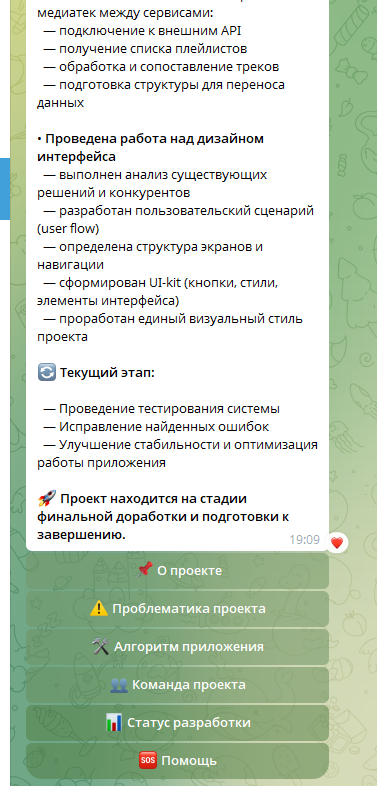 медиатек между сервисами:
— подключение к внешним API
— получение списка плейлистов
— обработка и сопоставление треков
— подготовка структуры для переноса
данных
• Проведена работа над дизайном
интерфейса
— выполнен анализ существующих
решений и конкурентов
— разработан пользовательский сценарий
(user flow)
— определена структура экранов и
навигации
— сформирован UI-kit (кнопки, стили,
элементы интерфейса)
— проработан единый визуальный стиль
проекта
🔄 Текущий этап:
— Проведение тестирования системы
— Исправление найденных ошибок
— Улучшение стабильности и оптимизация
работы приложения
🚀 Проект находится на стадии
финальной доработки и подготовки к
завершению.
19:09
📌 О проекте
⚠️ Проблематика проекта
🛠 Алгоритм приложения
👥 Команда проекта
📊 Статус разработки
🆘 Помощь